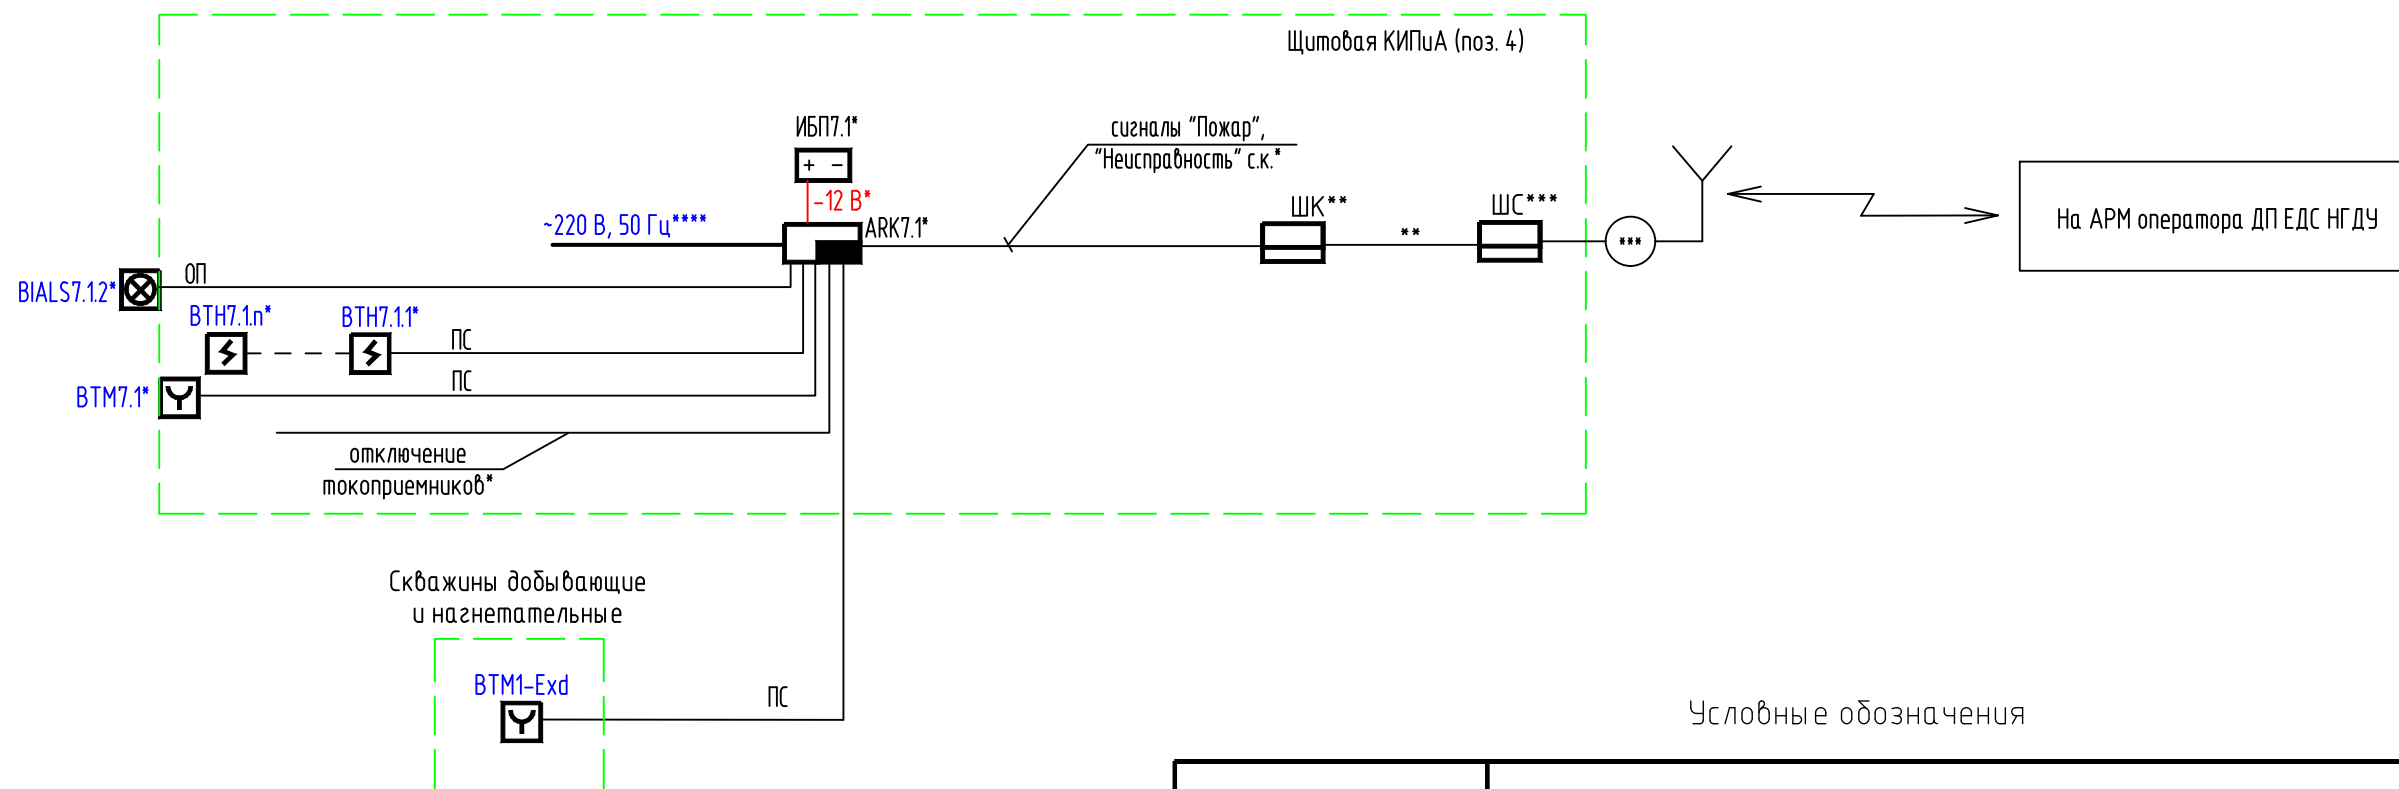 Щитовая КИПиА (поз. 4)
ИБП7.1*
сигналы "Пожар",
"Неисправность" с.к.*
-12 В*
~220 В, 50 Гц****
ARK7.1*
ШК**
**
ШС***
***
На АРМ оператора ДП ЕДС НГДУ
BIALS7.1.2*
ОП
BTH7.1.n*
BTH7.1.1*
ПС
ПС
BTM7.1*
отключение
токоприемников*
Скважины добывающие
и нагнетательные
BTM1-Exd
ПС
Условные обозначения